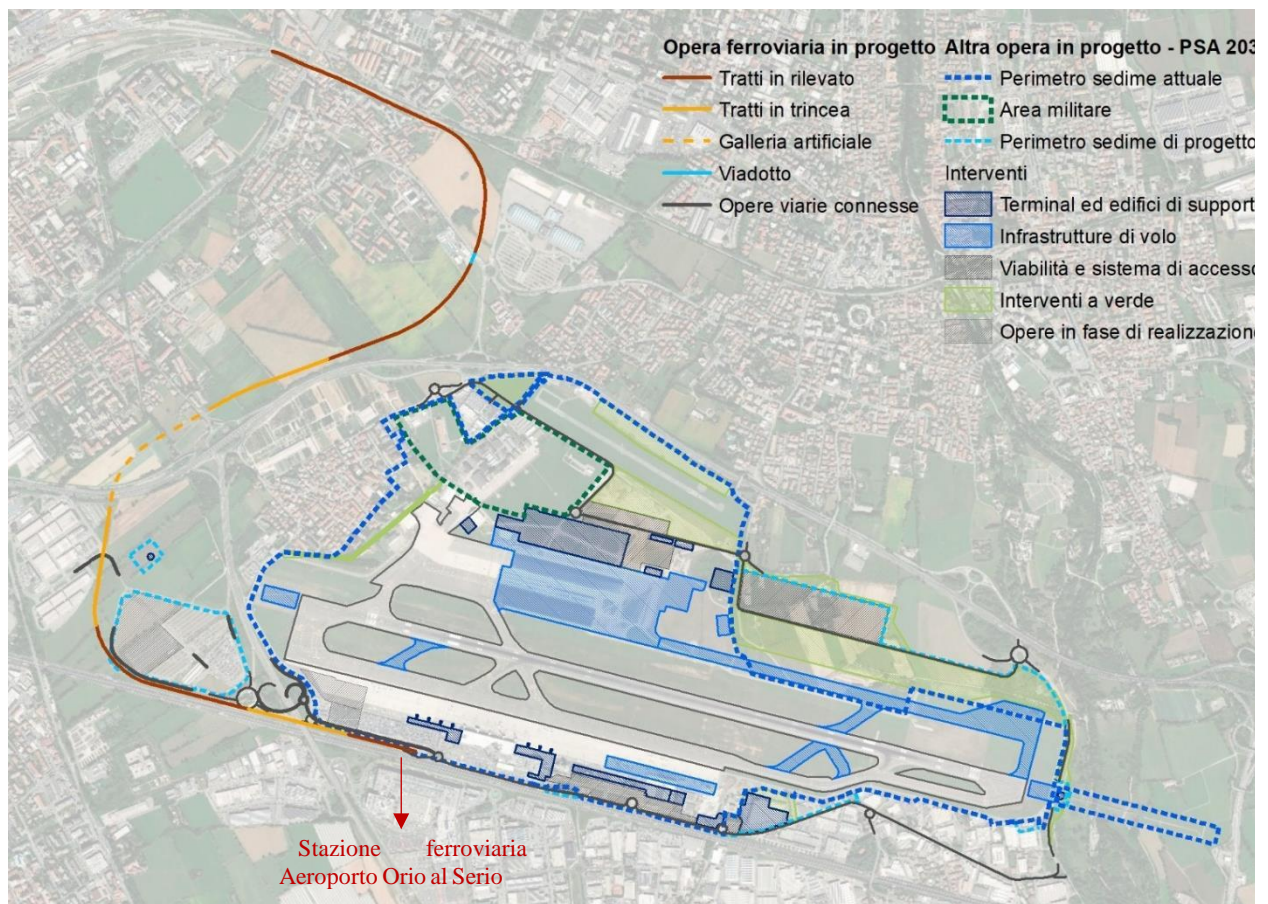 Opera ferroviaria in progetto
Tratti in rilevato
Tratti in trincea
Galleria artificiale
Viadotto
Opere viarie connesse
Altra opera in progetto - PSA 203
Perimetro sedime attuale
Area militare
Perimetro sedime di progetto
Interventi
Terminal ed edifici di support
Infrastrutture di volo
Viabilità e sistema di accesso
Interventi a verde
Opere in fase di realizzazione
Stazione ferroviaria
Aeroporto Orio al Serio